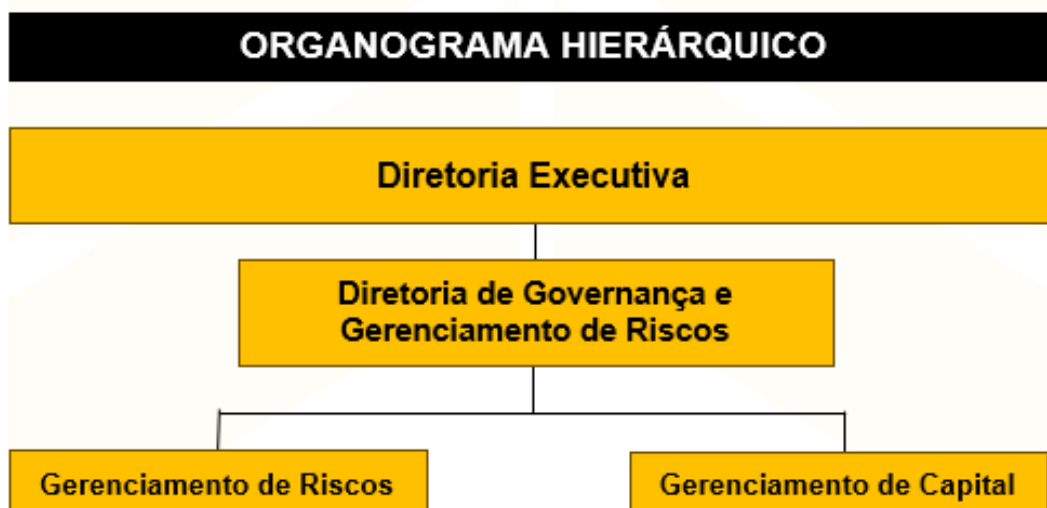 ORGANOGRAMA HIERÁRQUICO
Diretoria Executiva
Diretoria de Governança e
Gerenciamento de Riscos
Gerenciamento de Riscos
Gerenciamento de Capital